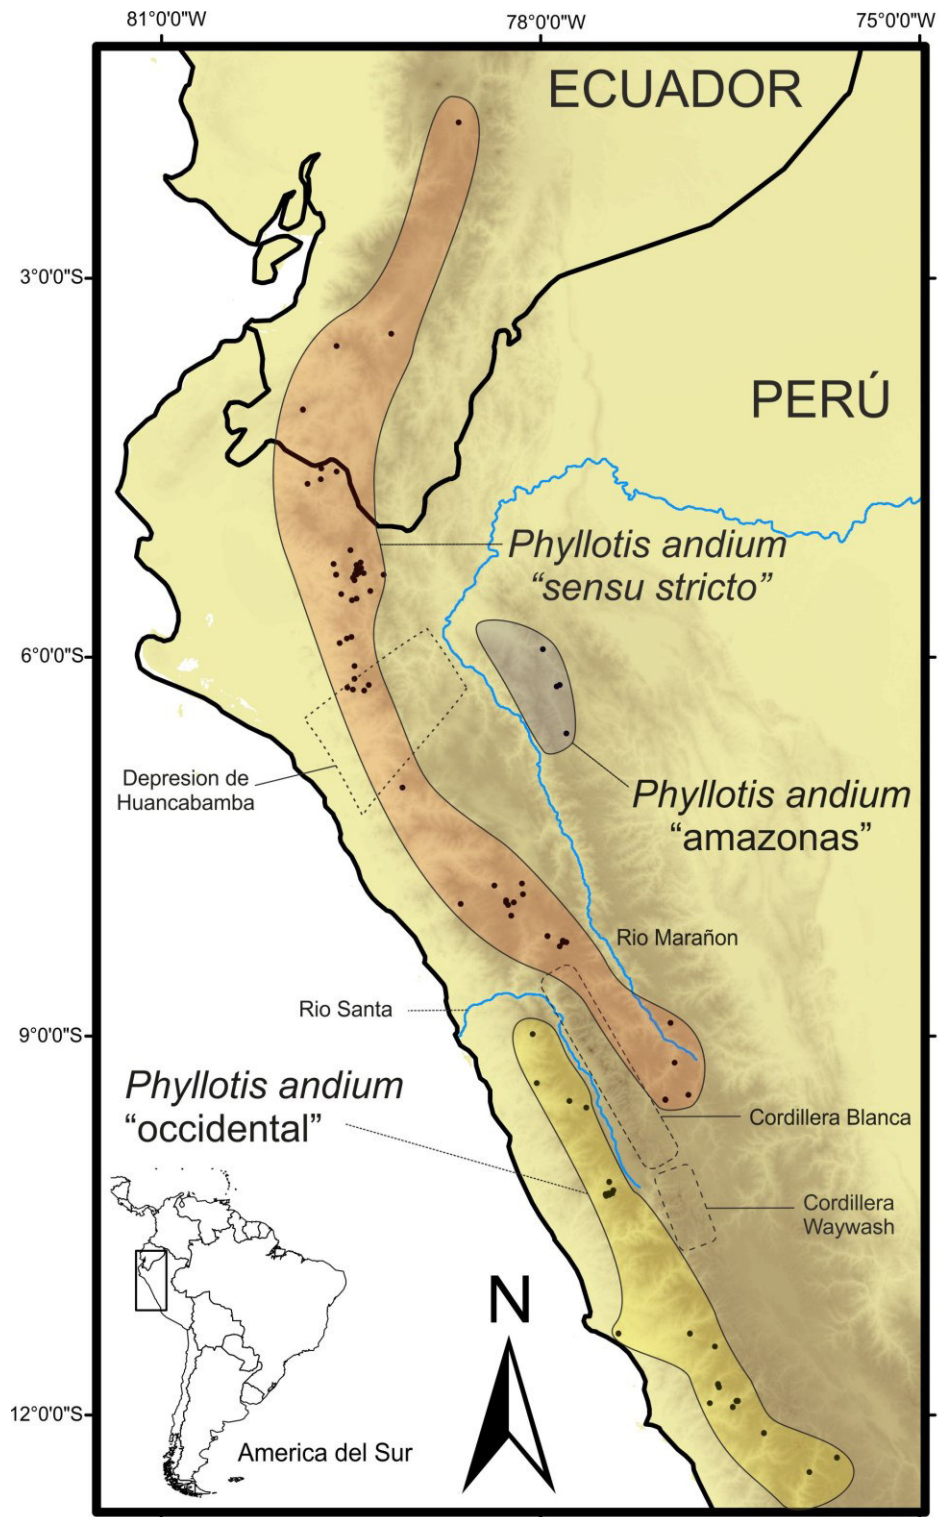 81°0'0"W
78°0'0"W
75°0'0"W
ECUADOR
3°0'0"S
PERÚ
Phyllotis andium
“sensu stricto”
6°0'0"S
Depresion de
Huancabamba
Phyllotis andium
“amazonas”
Rio Marañon
Rio Santa
9°0'0"S
Phyllotis andium
“occidental”
Cordillera Blanca
Cordillera
Waywash
N
12°0'0"S
America del Sur